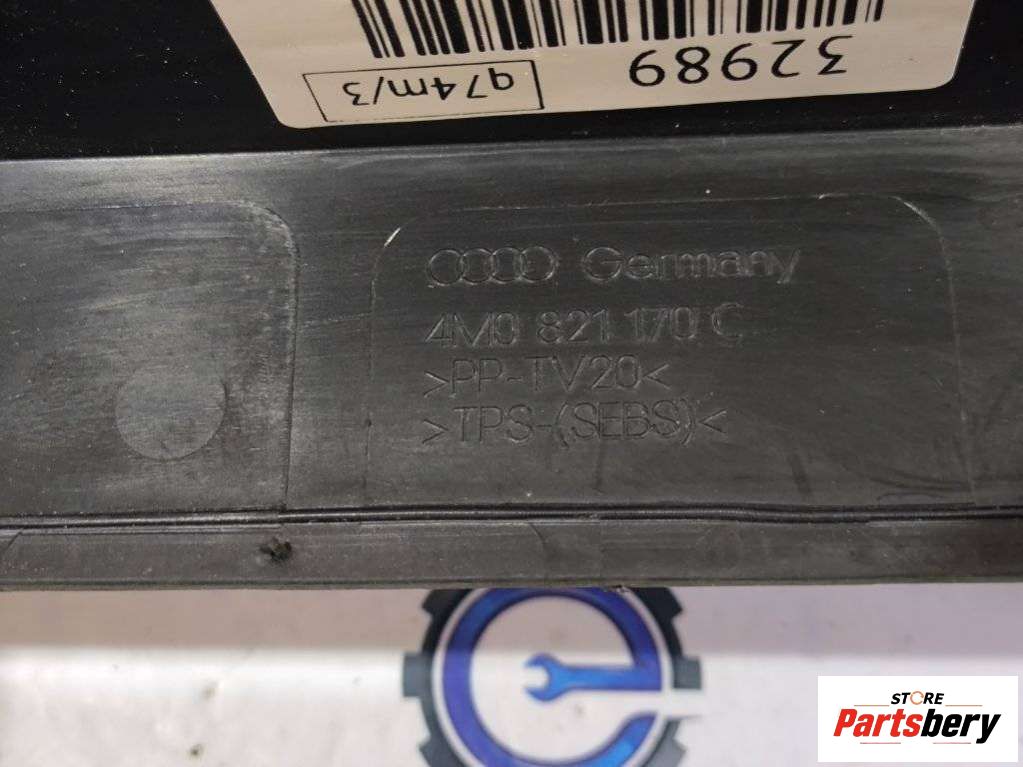 32989
q74m/3
Germany
4M0 821 170 C
>PP-TV20<
>TPS-(SEBS)<
STORE
Partsbery